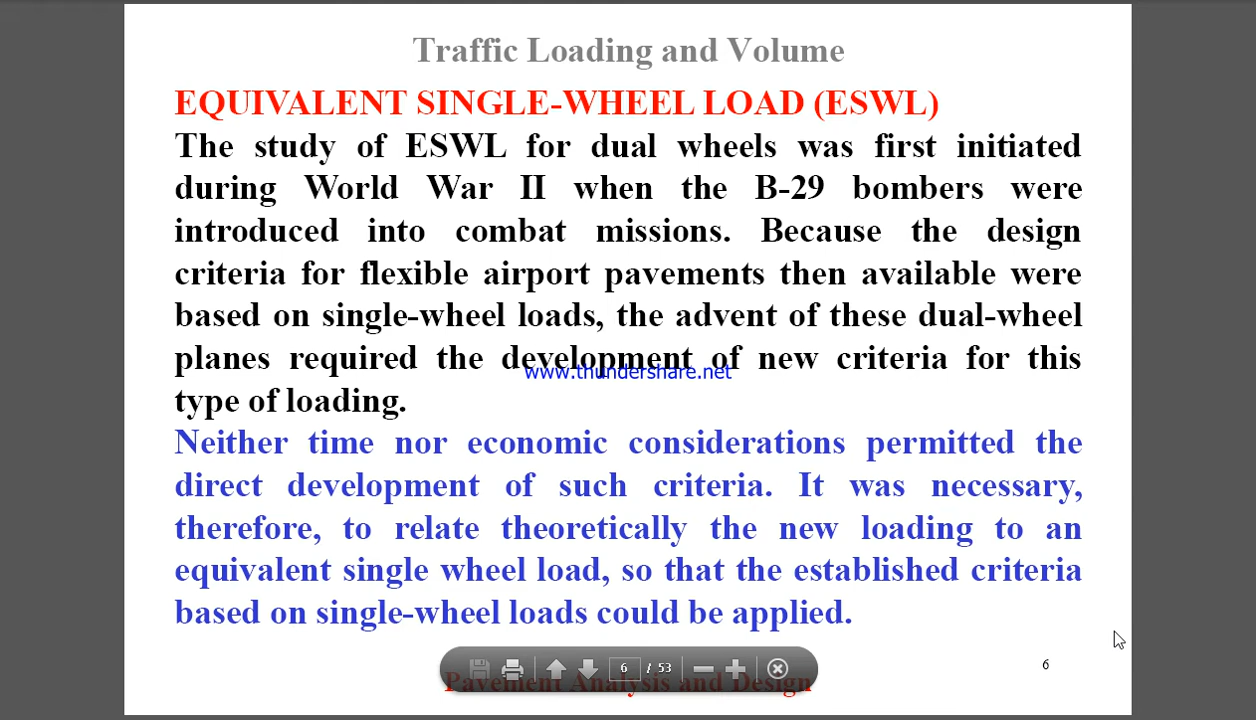 Traffic Loading and Volume
EQUIVALENT SINGLE-WHEEL LOAD (ESWL)
The study of ESWL for dual wheels was first initiated
during World War II when the B-29 bombers were
introduced into combat missions. Because the design
criteria for flexible airport pavements then available were
based on single-wheel loads, the advent of these dual-wheel
planes required the development of new criteria for this
www.thundershare.net
type of loading.
Neither time nor economic considerations permitted the
direct development of such criteria. It was necessary,
therefore, to relate theoretically the new loading to an
equivalent single wheel load, so that the established criteria
based on single-wheel loads could be applied.
6 / 53
6
Pavement Analysis and Design